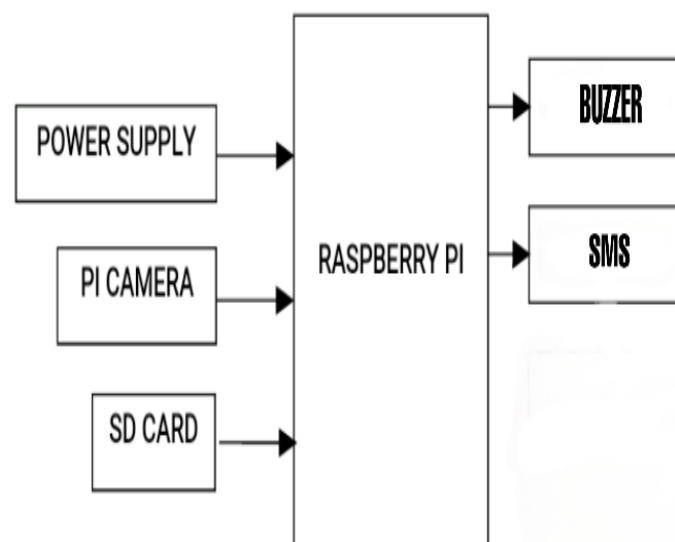 POWER SUPPLY
PI CAMERA
SD CARD
RASPBERRY PI
BUZZER
SMS